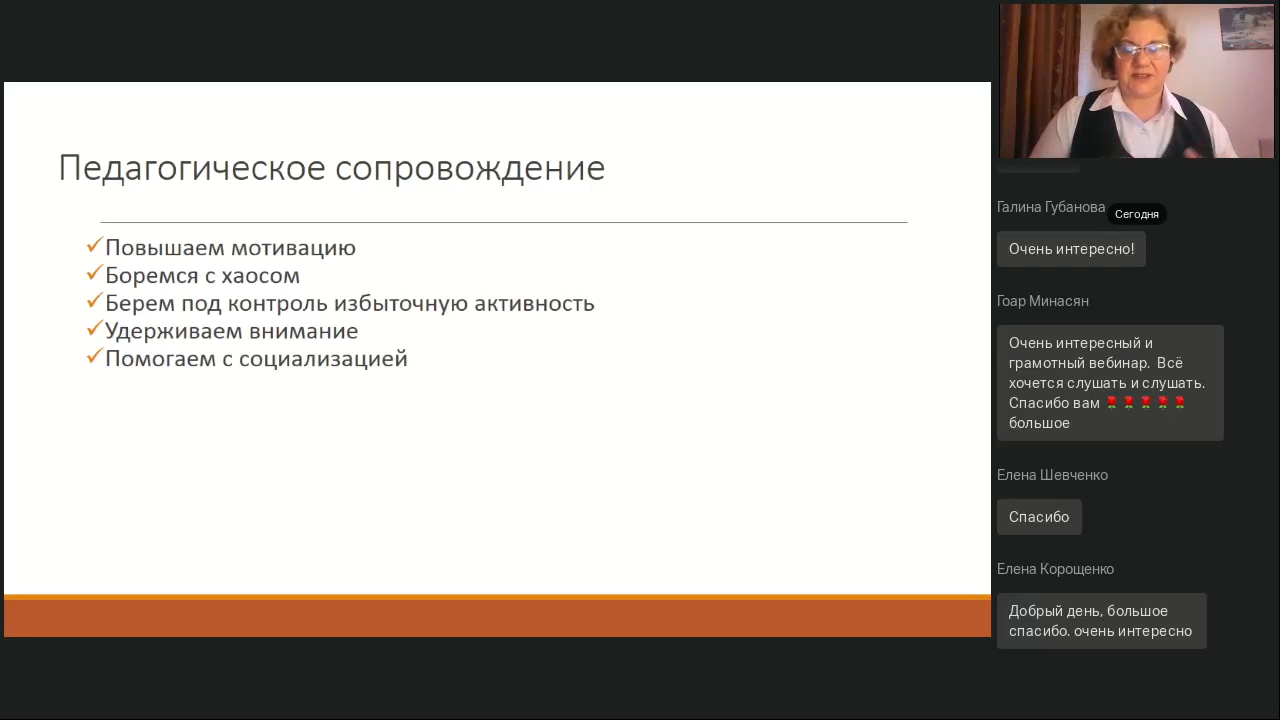 Педагогическое сопровождение
Повышаем мотивацию
Боремся с хаосом
Берем под контроль избыточную активность
Удерживаем внимание
Помогаем с социализацией
Галина Губанова
Сегодня
Очень интересно!
Гоар Минасян
Очень интересный и
грамотный вебинар. Всё
хочется слушать и слушать.
Спасибо вам 🌹🌹🌹🌹🌹
большое
Елена Шевченко
Спасибо
Елена Корощенко
Добрый день, большое
спасибо. очень интересно